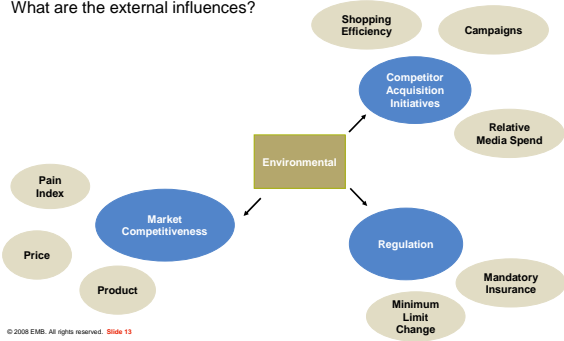 What are the external influences?
Shopping
Efficiency
Campaigns
Competitor
Acquisition
Initiatives
Relative
Media Spend
Environmental
Pain
Index
Market
Competitiveness
Price
Product
Regulation
Mandatory
Insurance
Minimum
Limit
Change
© 2008 EMB. All rights reserved. Slide 13